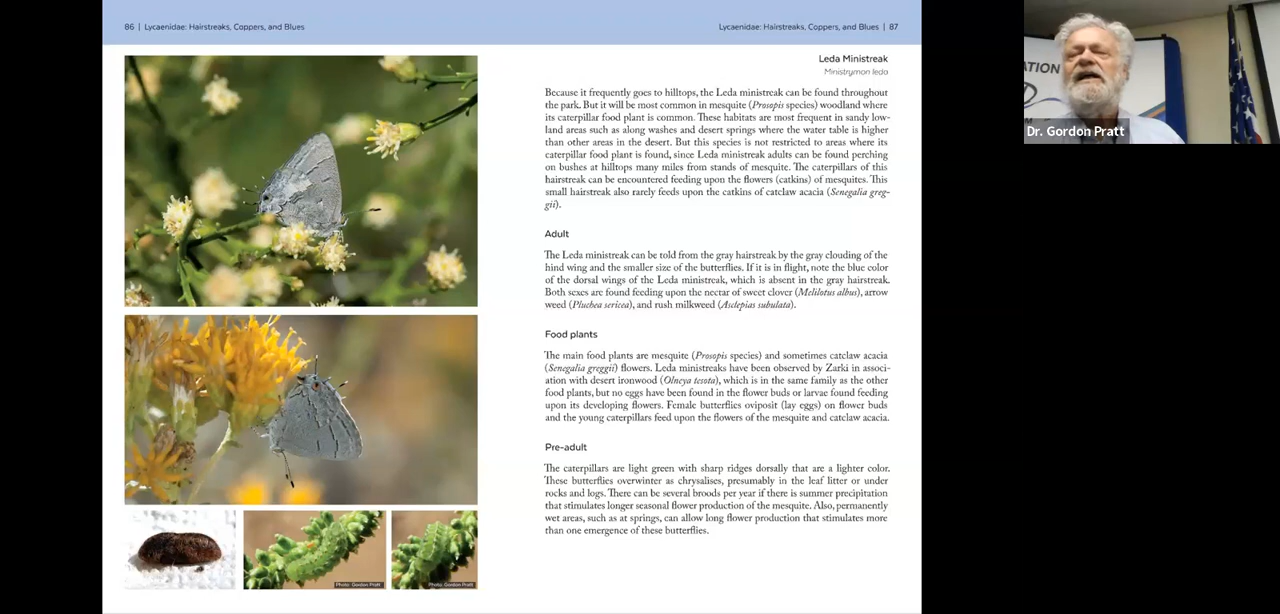 86 | Lycaenidae: Hairstreaks, Coppers, and Blues
Lycaenidae: Hairstreaks, Coppers, and Blues | 87
Photo: Gordon Pratt
Photo: Gordon Pratt
Leda Ministreak
Ministrymon leda
Because it frequently goes to hilltops, the Leda ministreak can be found throughout
the park. But it will be most common in mesquite (Prosopis species) woodland where
its caterpillar food plant is common. These habitats are most frequent in sandy low-
land areas such as along washes and desert springs where the water table is higher
than other areas in the desert. But this species is not restricted to areas where its
caterpillar food plant is found, since Leda ministreak adults can be found perching
on bushes at hilltops many miles from stands of mesquite. The caterpillars of this
hairstreak can be encountered feeding upon the flowers (catkins) of mesquites. This
small hairstreak also rarely feeds upon the catkins of catclaw acacia (Senegalia greg-
gii).
Adult
The Leda ministreak can be told from the gray hairstreak by the gray clouding of the
hind wing and the smaller size of the butterflies. If it is in flight, note the blue color
of the dorsal wings of the Leda ministreak, which is absent in the gray hairstreak.
Both sexes are found feeding upon the nectar of sweet clover (Melilotus albus), arrow
weed (Pluchea sericea), and rush milkweed (Asclepias subulata).
Food plants
The main food plants are mesquite (Prosopis species) and sometimes catclaw acacia
(Senegalia greggii) flowers. Leda ministreaks have been observed by Zarki in associ-
ation with desert ironwood (Olneya tesota), which is in the same family as the other
food plants, but no eggs have been found in the flower buds or larvae found feeding
upon its developing flowers. Female butterflies oviposit (lay eggs) on flower buds
and the young caterpillars feed upon the flowers of the mesquite and catclaw acacia.
Pre-adult
The caterpillars are light green with sharp ridges dorsally that are a lighter color.
These butterflies overwinter as chrysalises, presumably in the leaf litter or under
rocks and logs. There can be several broods per year if there is summer precipitation
that stimulates longer seasonal flower production of the mesquite. Also, permanently
wet areas, such as at springs, can allow long flower production that stimulates more
than one emergence of these butterflies.
ATION
Dr. Gordon Pratt